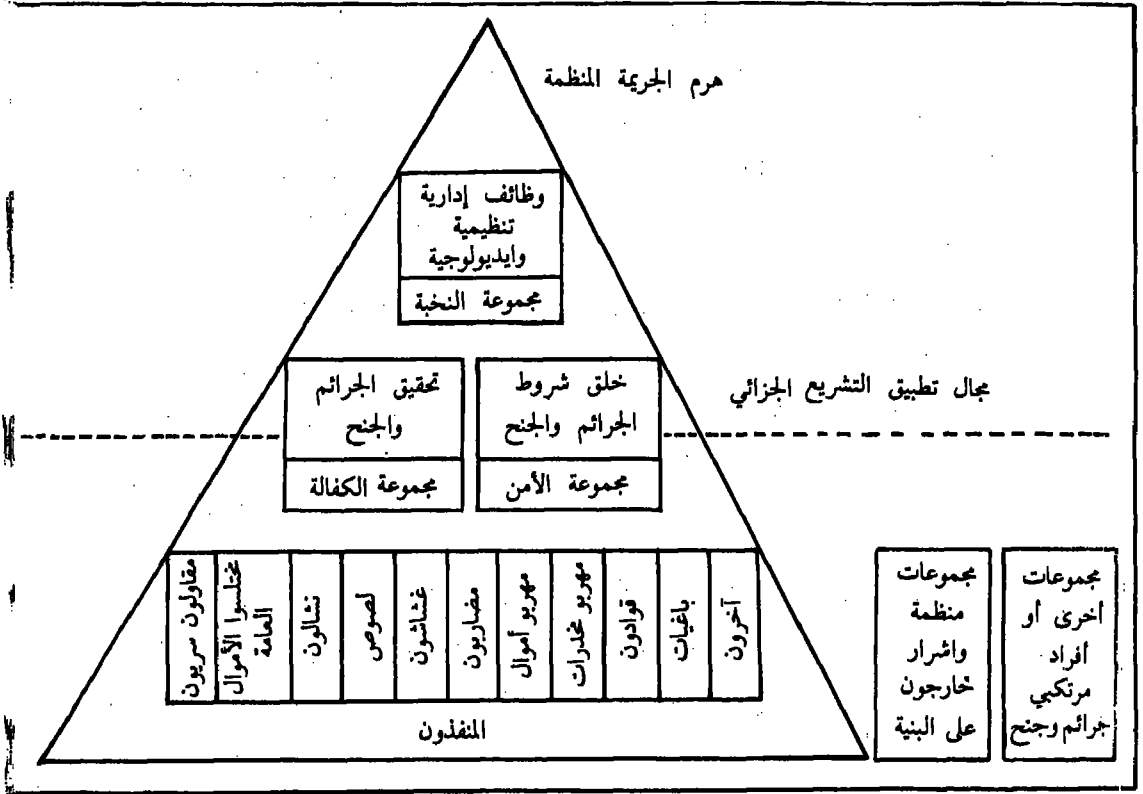 هرم الجريمة المنظمة
وظائف إدارية
تنظيمية
وايديولوجية
مجموعة النخبة
مجال تطبيق التشريع الجزائي
خلق شروط
الجرائم والجنح
مجموعة الأمن
تحقيق الجرائم
والجنح
مجموعة الكفالة
آخرون
باغيات
قوادون
مهربو مخدرات
مهربو أموال
مضاربون
غشاشون
لصوص
نشالون
مختلسوا الأموال
العامة
مقاولون سريون
المنفذون
مجموعات
أخرى أو
أفراد
مرتكبي
جرائم وجنح
مجموعات
منظمة
واشرار
خارجون
على البنية